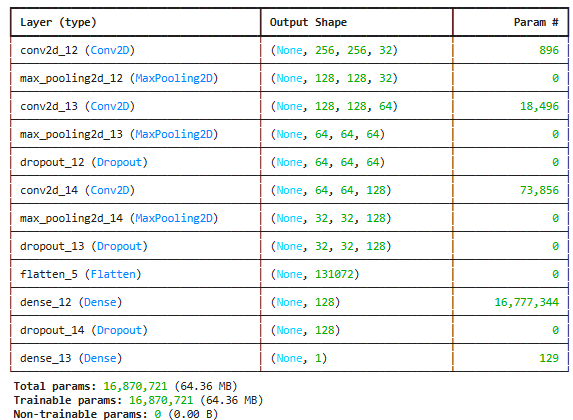 Layer (type) Output Shape Param #
conv2d_12 (Conv2D) (None, 256, 256, 32) 896
max_pooling2d_12 (MaxPooling2D) (None, 128, 128, 32) 0
conv2d_13 (Conv2D) (None, 128, 128, 64) 18,496
max_pooling2d_13 (MaxPooling2D) (None, 64, 64, 64) 0
dropout_12 (Dropout) (None, 64, 64, 64) 0
conv2d_14 (Conv2D) (None, 64, 64, 128) 73,856
max_pooling2d_14 (MaxPooling2D) (None, 32, 32, 128) 0
dropout_13 (Dropout) (None, 32, 32, 128) 0
flatten_5 (Flatten) (None, 131072) 0
dense_12 (Dense) (None, 128) 16,777,344
dropout_14 (Dropout) (None, 128) 0
dense_13 (Dense) (None, 1) 129
Total params: 16,870,721 (64.36 MB)
Trainable params: 16,870,721 (64.36 MB)
Non-trainable params: 0 (0.00 B)